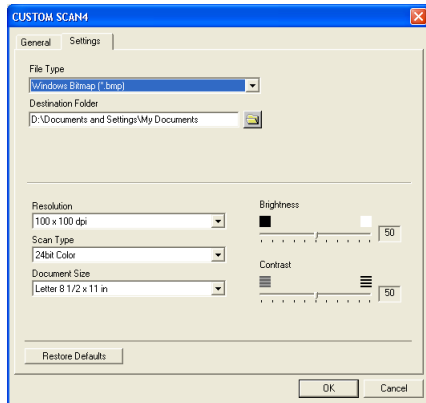 CUSTOM SCAN4
General Settings
File Type
Windows Bitmap (*.bmp)
Destination Folder
D:\Documents and Settings\My Documents
Resolution
100 x 100 dpi
Scan Type
24bit Color
Document Size
Letter 8 1/2 x 11 in
Brightness
50
Contrast
50
Restore Defaults
OK Cancel